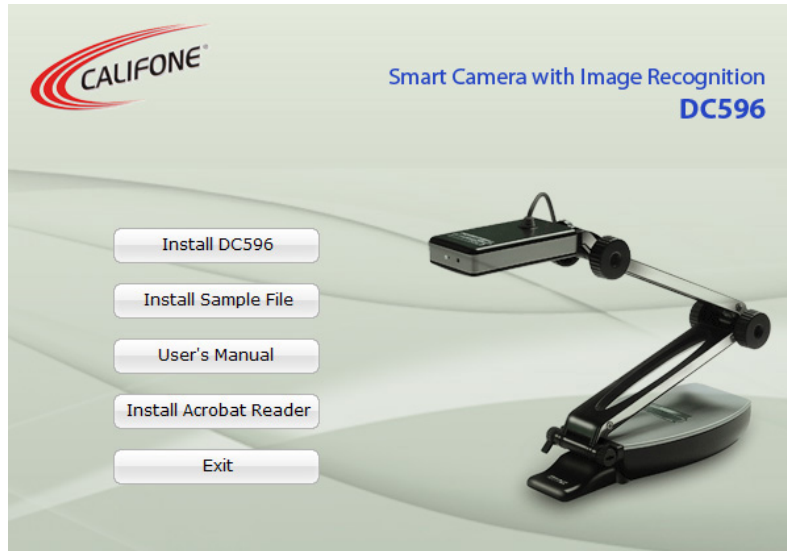 CALIFONE®
Smart Camera with Image Recognition
DC596
Install DC596
Install Sample File
User's Manual
Install Acrobat Reader
Exit